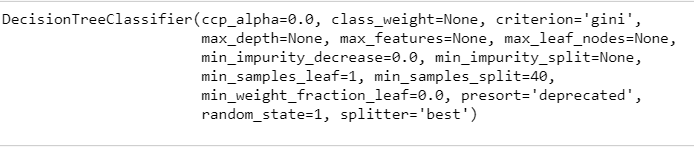 DecisionTreeClassifier(ccp_alpha=0.0, class_weight=None, criterion='gini',
max_depth=None, max_features=None, max_leaf_nodes=None,
min_impurity_decrease=0.0, min_impurity_split=None,
min_samples_leaf=1, min_samples_split=40,
min_weight_fraction_leaf=0.0, presort='deprecated',
random_state=1, splitter='best')